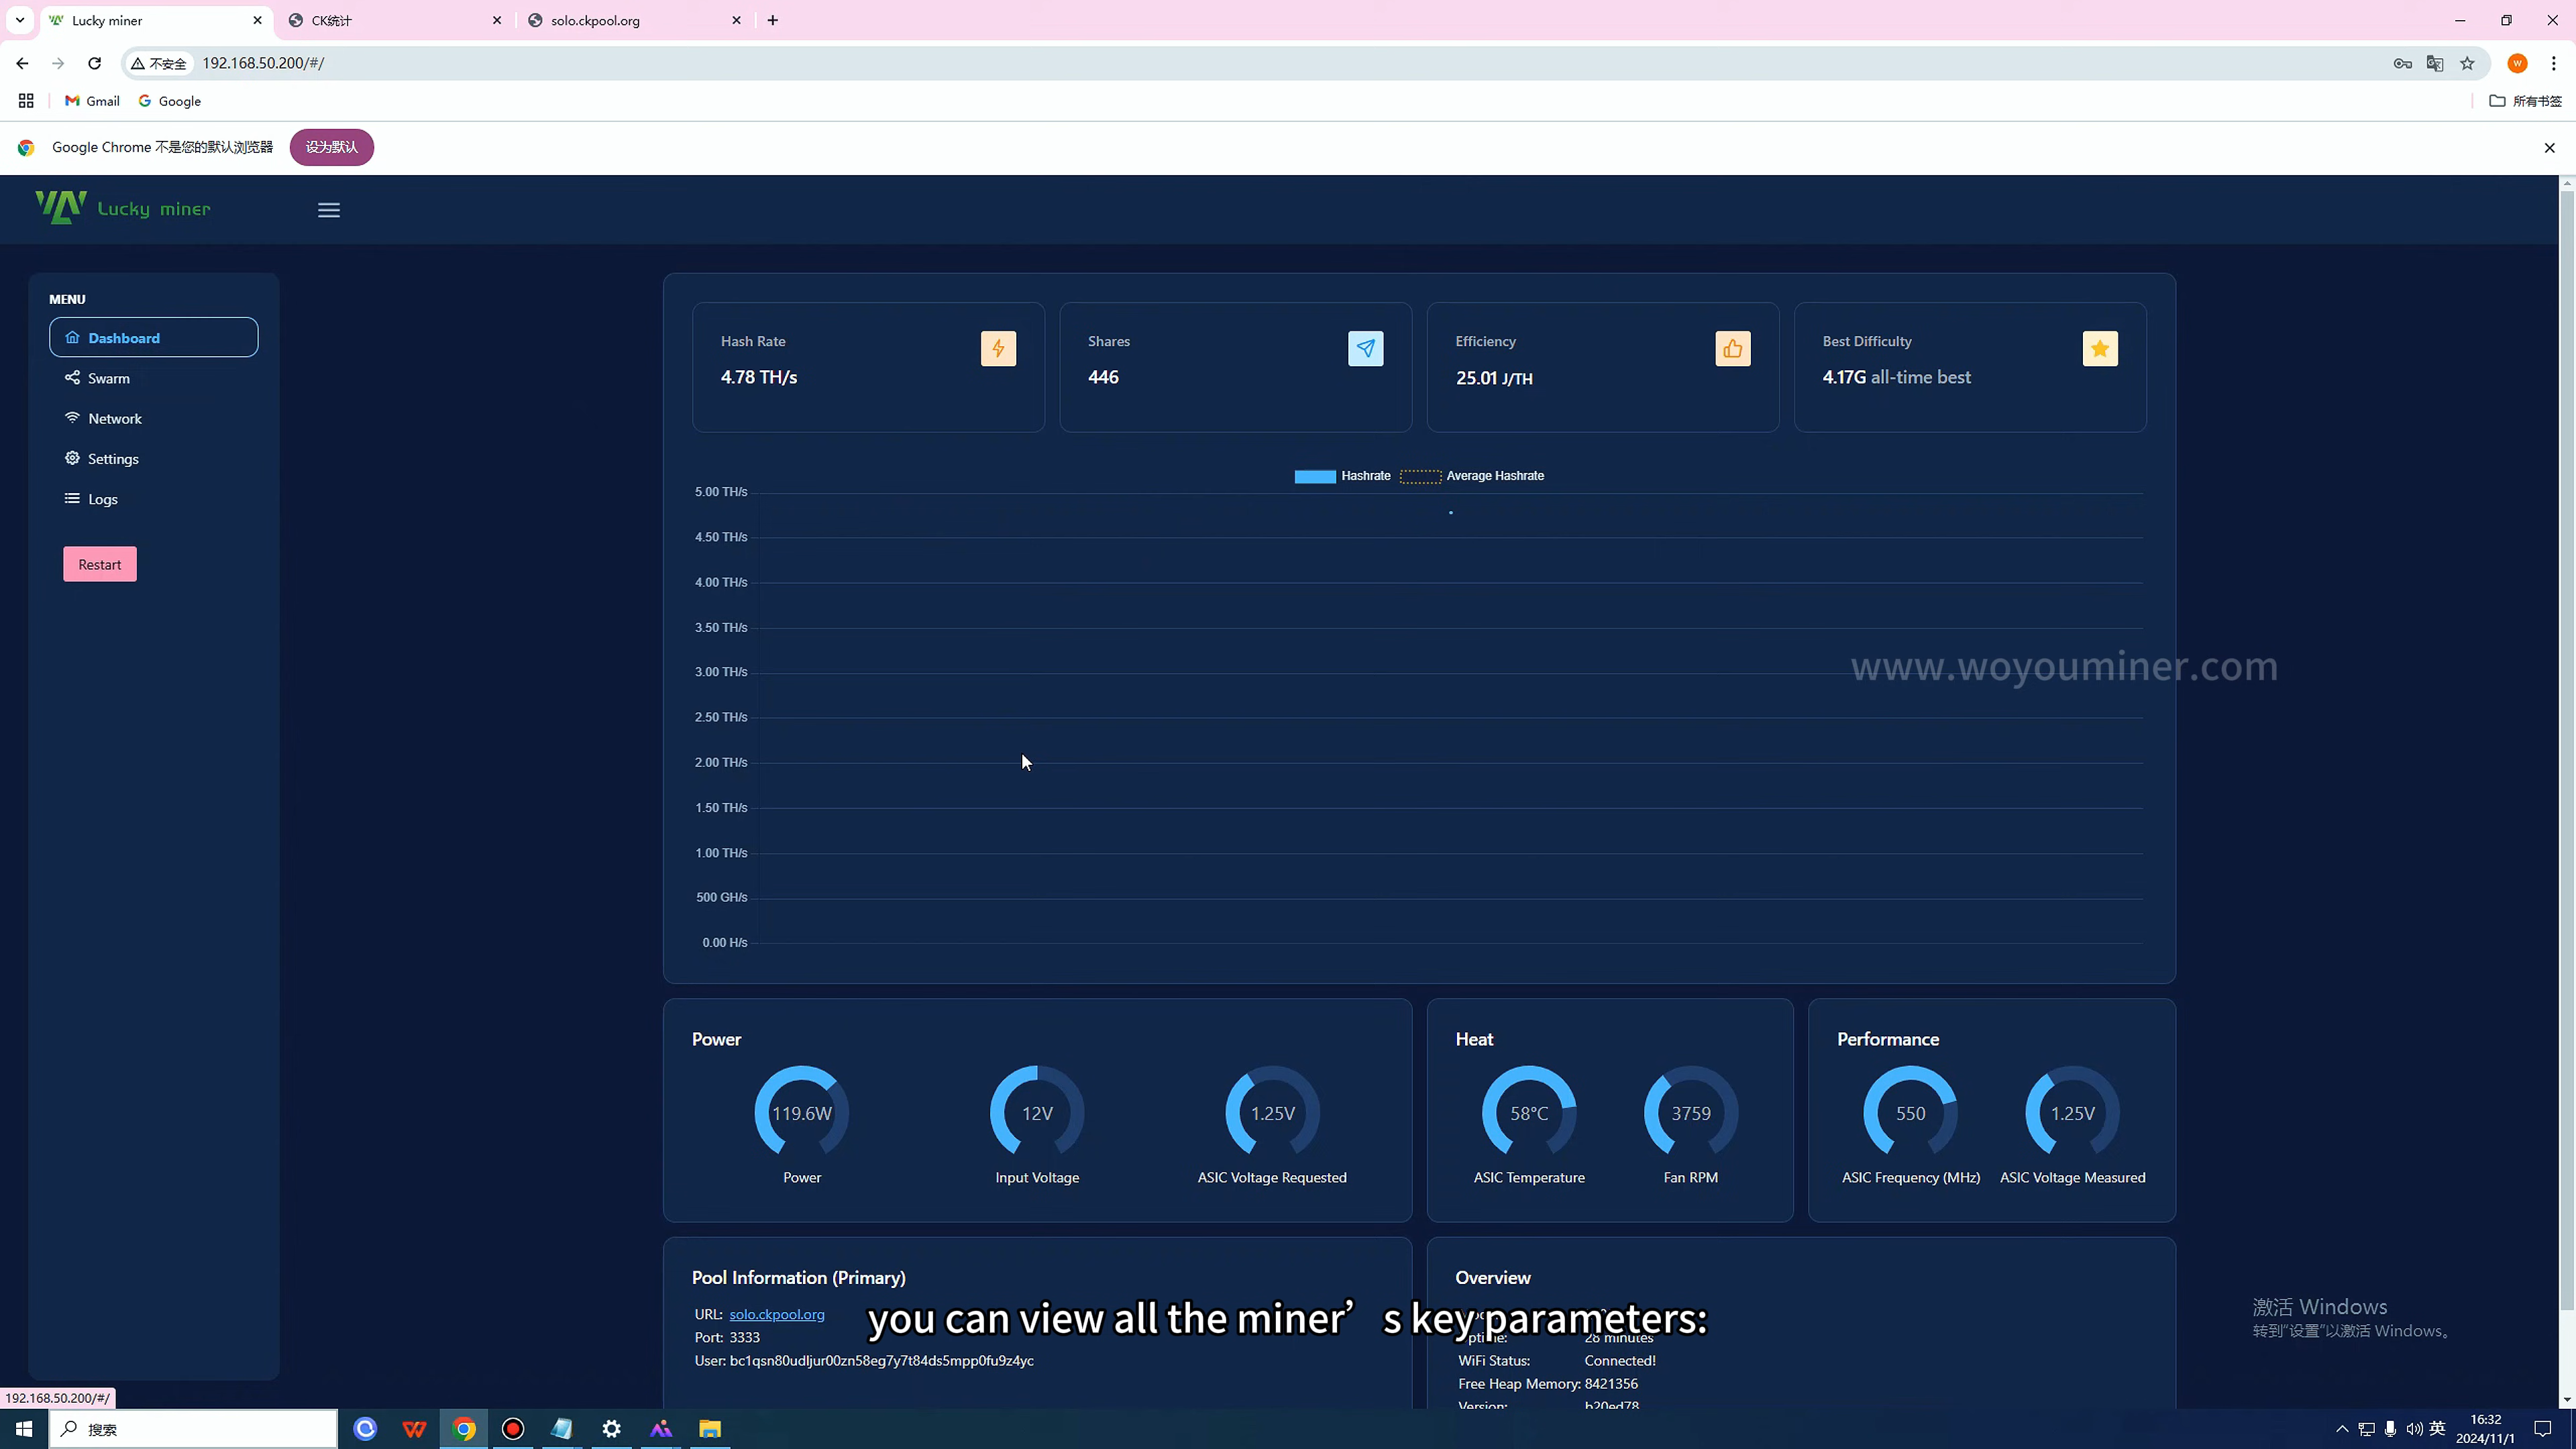 Lucky miner
CK统计
solo.ckpool.org
不安全
192.168.50.200/#/
W
Gmail
Google
所有书签
Google Chrome 不是您的默认浏览器
设为默认
Lucky miner
MENU
Dashboard
Swarm
Network
Settings
Logs
Restart
Hash Rate
4.78 TH/s
Shares
446
Efficiency
25.01 J/TH
Best Difficulty
4.17G all-time best
Hashrate
Average Hashrate
5.00 TH/s
4.50 TH/s
4.00 TH/s
3.50 TH/s
3.00 TH/s
2.50 TH/s
2.00 TH/s
1.50 TH/s
1.00 TH/s
500 GH/s
0.00 H/s
www.woyouminer.com
Power
119.6W
Power
12V
Input Voltage
1.25V
ASIC Voltage Requested
Heat
58°C
ASIC Temperature
3759
Fan RPM
Performance
550
ASIC Frequency (MHz)
1.25V
ASIC Voltage Measured
Pool Information (Primary)
URL: solo.ckpool.org
Port: 3333
User: bc1qsn80udljur00zn58eg7y7t84ds5mpp0fu9z4yc
you can view all the miner’s key parameters:
Overview
Uptime: 28 minutes
WiFi Status: Connected!
Free Heap Memory: 8421356
Version: b20ed78
激活 Windows
转到"设置"以激活 Windows。
192.168.50.200/#/
搜索
英
16:32
2024/11/1